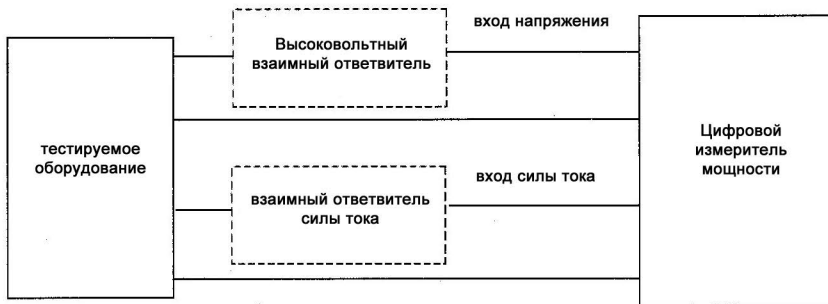 вход напряжения
Высоковольтный
взаимный ответвитель
тестируемое
оборудование
Цифровой
измеритель
мощности
вход силы тока
взаимный ответвитель
силы тока